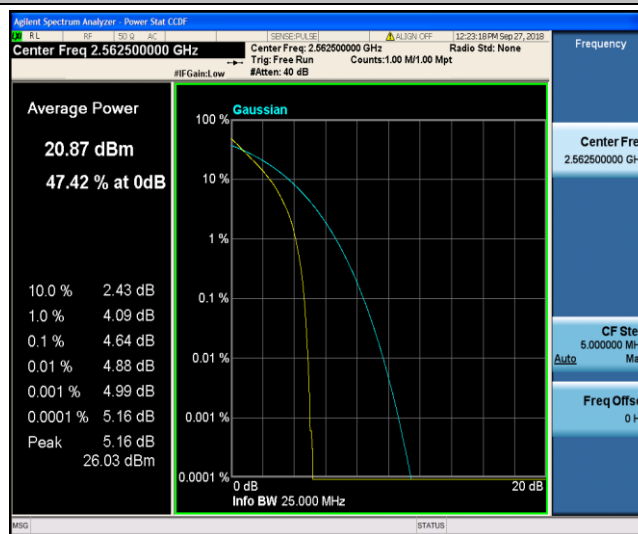 Agilent Spectrum Analyzer - Power Stat CCDF
RL RF 50 Ω AC SENSE:PULSE ALIGN OFF 12:23:18 PM Sep 27, 2018
Center Freq 2.562500000 GHz
Center Freq: 2.562500000 GHz Radio Std: None
Trig: Free Run Counts:1.00 M/1.00 Mpt
#IFGain:Low #Atten: 40 dB
Frequency
Average Power
20.87 dBm
47.42 % at 0dB
10.0 % 2.43 dB
1.0 % 4.09 dB
0.1 % 4.64 dB
0.01 % 4.88 dB
0.001 % 4.99 dB
0.0001 % 5.16 dB
Peak 5.16 dB
26.03 dBm
Gaussian
100 %
10 %
1 %
0.1 %
0.01 %
0.001 %
0.0001 %
0 dB 20 dB
Info BW 25.000 MHz
Center Fre
2.562500000 GH
CF Ste
5.000000 MH
Auto Ma
Freq Offse
0 H
MSG STATUS